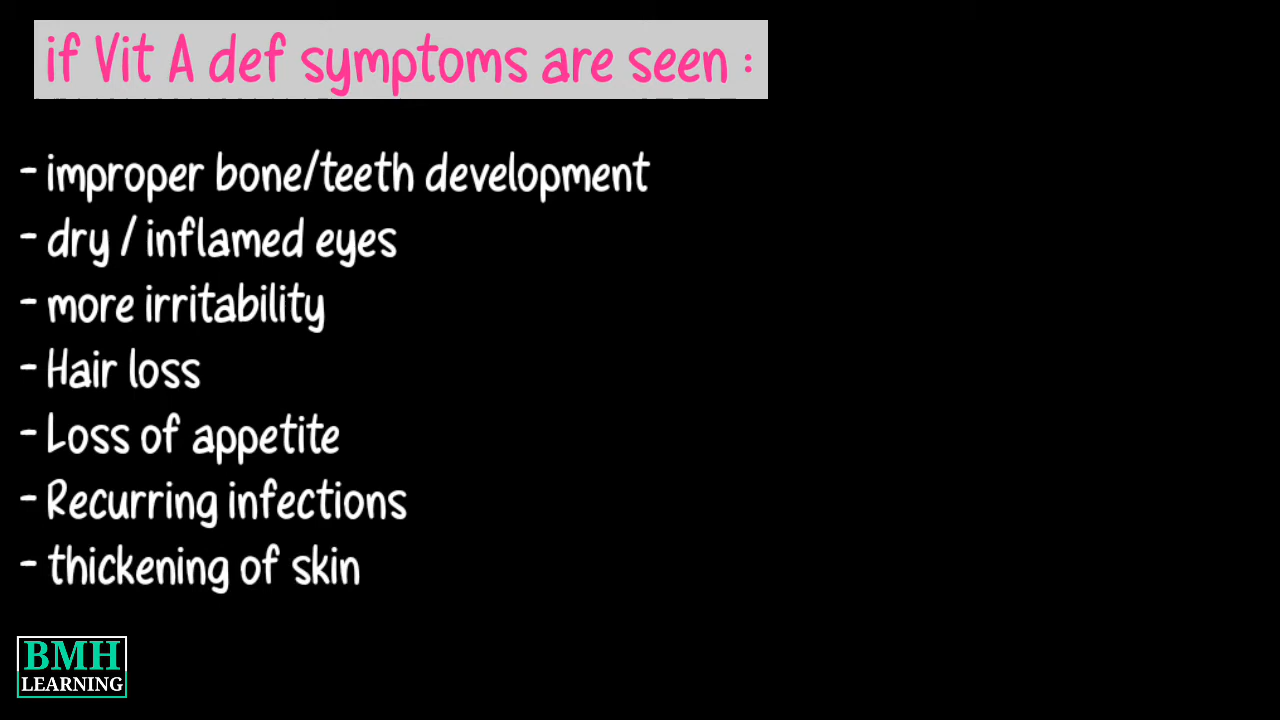 if Vit A def symptoms are seen :
- improper bone/teeth development
- dry / inflamed eyes
- more irritability
- Hair loss
- Loss of appetite
- Recurring infections
- thickening of skin
BMH
LEARNING